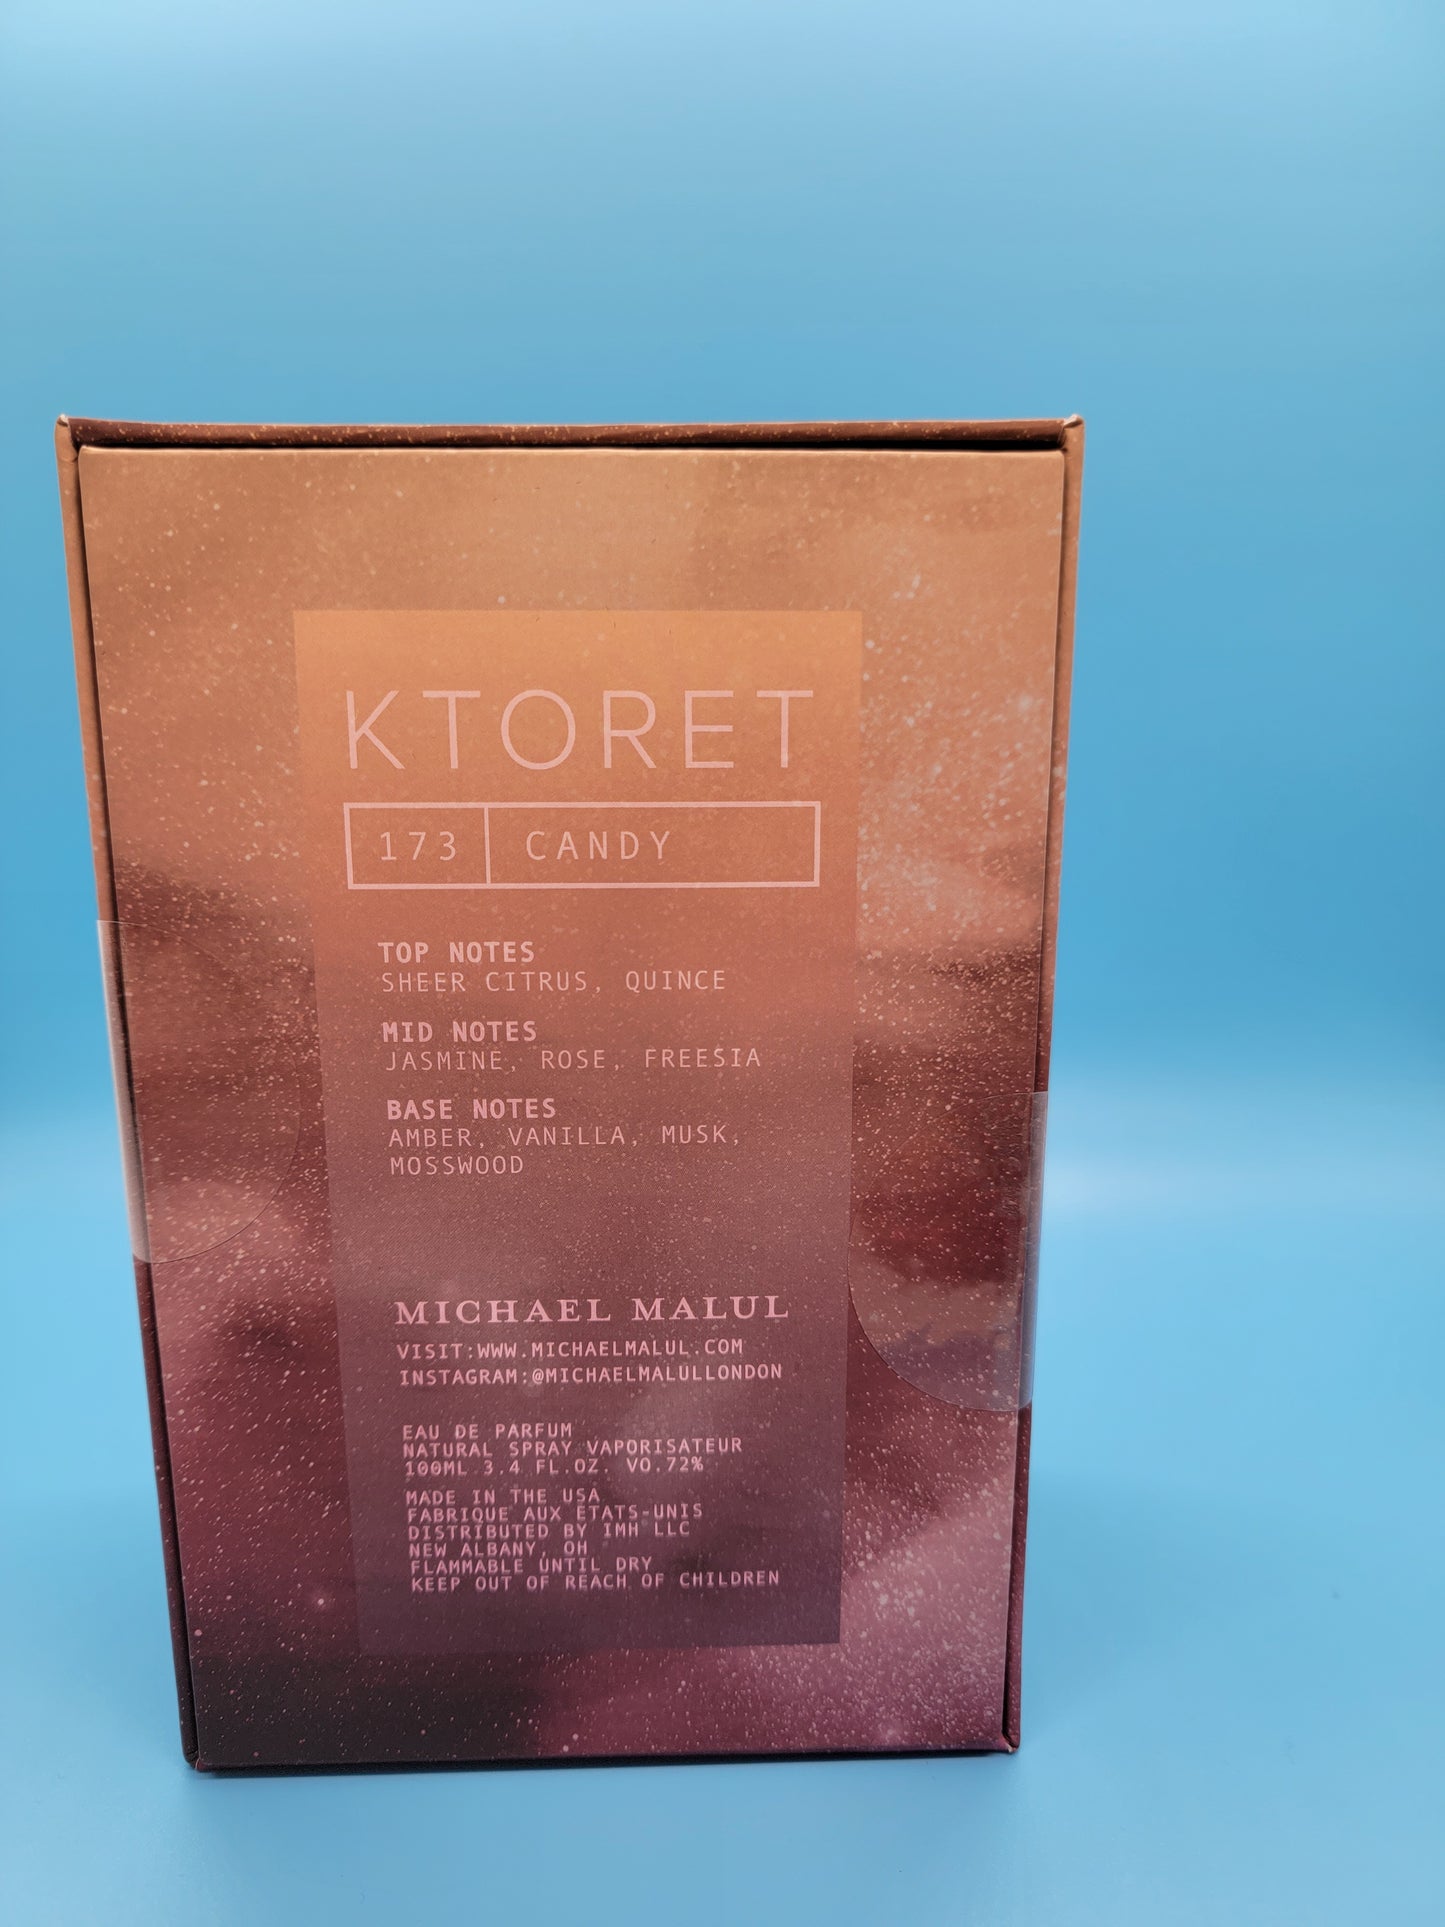 KTORET
173 CANDY
TOP NOTES
SHEER CITRUS, QUINCE
MID NOTES
JASMINE, ROSE, FREESIA
BASE NOTES
AMBER, VANILLA, MUSK,
MOSSWOOD
MICHAEL MALUL
VISIT:WWW.MICHAELMALUL.COM
INSTAGRAM:@MICHAELMALULLONDON
EAU DE PARFUM
NATURAL SPRAY VAPORISATEUR
100ML 3.4 FL.OZ. VO.72%
MADE IN THE USA
FABRIQUE AUX ETATS-UNIS
DISTRIBUTED BY IMH LLC
NEW ALBANY, OH
FLAMMABLE UNTIL DRY
KEEP OUT OF REACH OF CHILDREN